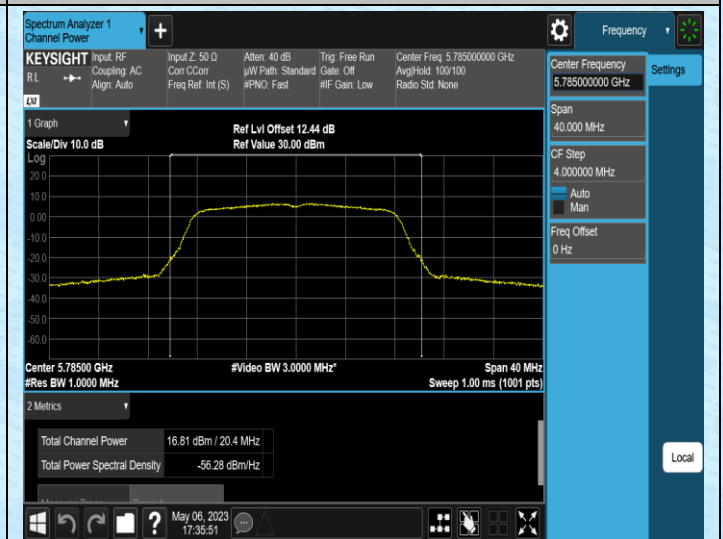 Spectrum Analyzer 1
Channel Power
+
Frequency
KEYSIGHT
R L
LXI
Input: RF
Coupling: AC
Align: Auto
Input Z: 50 Ω
Corr CCorr
Freq Ref: Int (S)
Atten: 40 dB
µW Path: Standard
#PNO: Fast
Trig: Free Run
Gate: Off
#IF Gain: Low
Center Freq: 5.785000000 GHz
Avg|Hold: 100/100
Radio Std: None
Center Frequency
5.785000000 GHz
Settings
Span
40.000 MHz
CF Step
4.000000 MHz
Auto
Man
Freq Offset
0 Hz
1 Graph
Scale/Div 10.0 dB
Ref Lvl Offset 12.44 dB
Ref Value 30.00 dBm
Log
20.0
10.0
0.00
-10.0
-20.0
-30.0
-40.0
-50.0
-60.0
Center 5.78500 GHz
#Video BW 3.0000 MHz*
Span 40 MHz
#Res BW 1.0000 MHz
Sweep 1.00 ms (1001 pts)
2 Metrics
Total Channel Power 16.81 dBm / 20.4 MHz
Total Power Spectral Density -56.28 dBm/Hz
Local
?
May 06, 2023
17:35:51